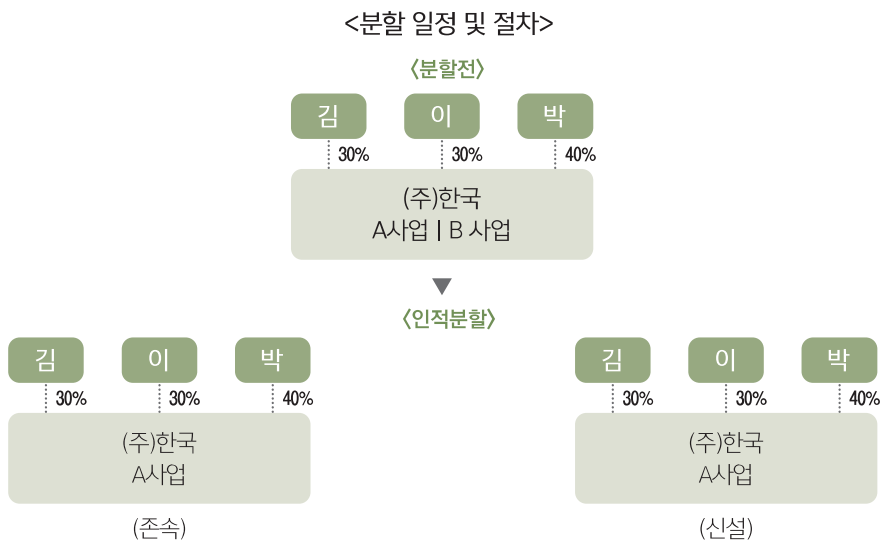 <분할 일정 및 절차>
〈분할전〉
김 이 박
30% 30% 40%
(주)한국
A사업 | B 사업
▼
〈인적분할〉
김 이 박 김 이 박
30% 30% 40% 30% 30% 40%
(주)한국 (주)한국
A사업 A사업
(존속) (신설)